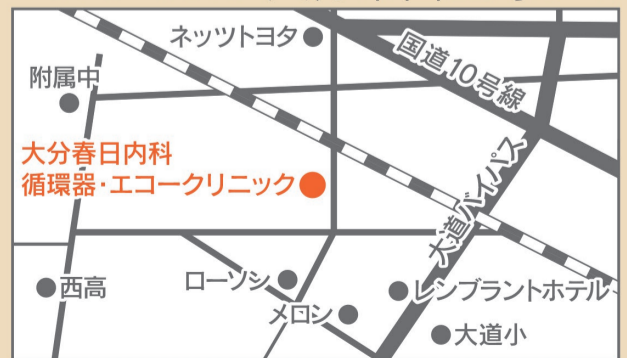 ネッツトヨタ
国道10号線
附属中
大分春日内科
循環器・エコークリニック
大道バイパス
西高
ローソン
レンブラントホテル
メロン
大道小